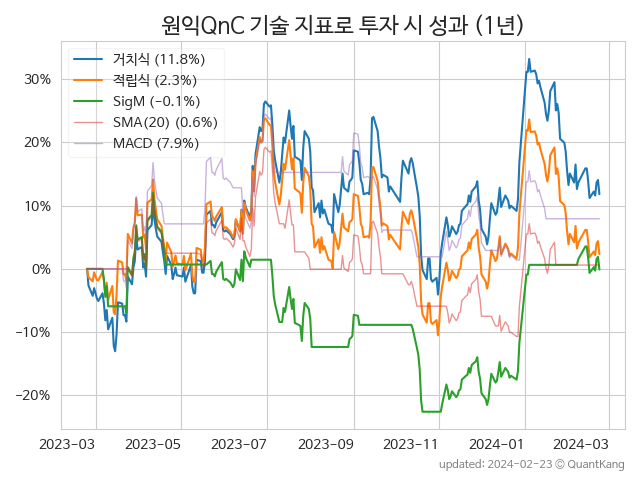 원익QnC 기술 지표로 투자 시 성과 (1년)
거치식 (11.8%)
적립식 (2.3%)
SigM (−0.1%)
SMA(20) (0.6%)
MACD (7.9%)
30%
20%
10%
0%
−10%
−20%
2023-03 2023-05 2023-07 2023-09 2023-11 2024-01 2024-03
updated: 2024-02-23 ⓒ QuantKang